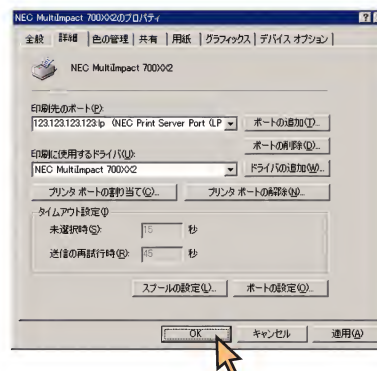 NEC MultiImpact 700XX2のプロパティ
全般 詳細 色の管理 共有 用紙 グラフィックス デバイス オプション
NEC MultiImpact 700XX2
印刷先のポート(P):
123.123.123.123:lp (NEC Print Server Port (LP
ポートの追加(T)...
ポートの削除(D)...
印刷に使用するドライバ(U):
NEC MultiImpact 700XX2
ドライバの追加(W)...
プリンタ ポートの割り当て(C)...
プリンタ ポートの解除(N)...
タイムアウト設定
未選択時(S): 15 秒
送信の再試行時(R): 45 秒
スプールの設定(L)...
ポートの設定(O)...
OK キャンセル 適用(A)